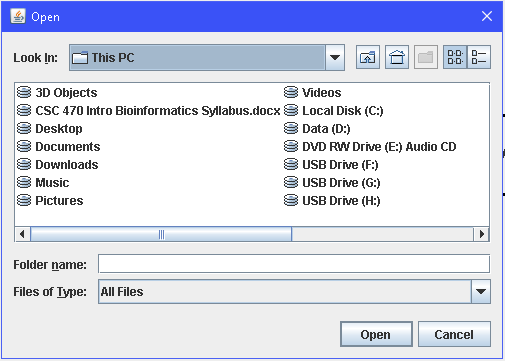 Open
Look In: This PC
3D Objects
CSC 470 Intro Bioinformatics Syllabus.docx
Desktop
Documents
Downloads
Music
Pictures
Videos
Local Disk (C:)
Data (D:)
DVD RW Drive (E:) Audio CD
USB Drive (F:)
USB Drive (G:)
USB Drive (H:)
Folder name:
Files of Type: All Files
Open Cancel